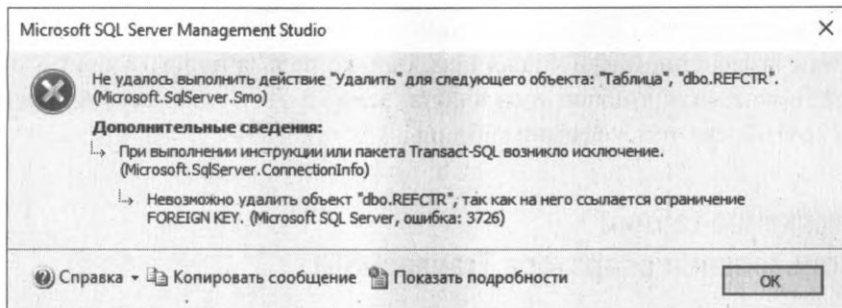 Microsoft SQL Server Management Studio
Не удалось выполнить действие "Удалить" для следующего объекта: "Таблица", "dbo.REFCTR".
(Microsoft.SqlServer.Smo)
Дополнительные сведения:
При выполнении инструкции или пакета Transact-SQL возникло исключение.
(Microsoft.SqlServer.ConnectionInfo)
Невозможно удалить объект "dbo.REFCTR", так как на него ссылается ограничение
FOREIGN KEY. (Microsoft SQL Server, ошибка: 3726)
Справка Копировать сообщение Показать подробности OK